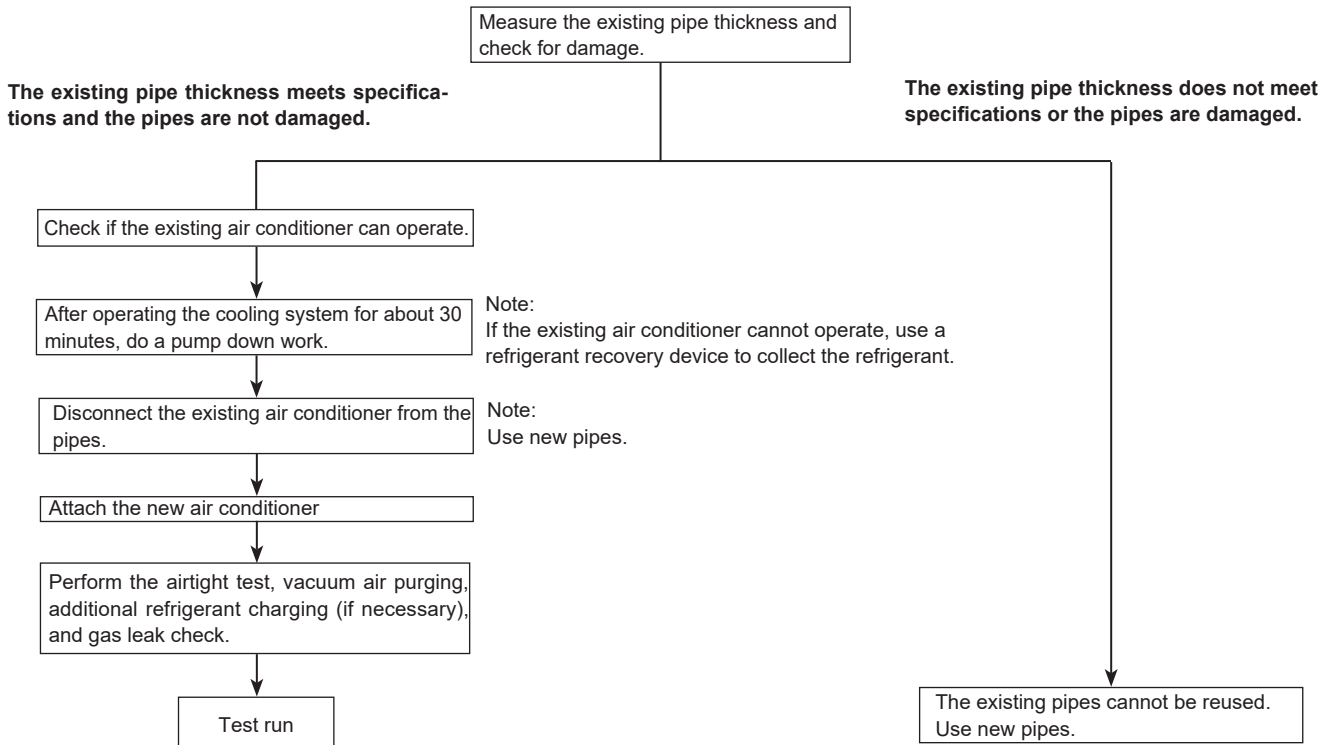 Measure the existing pipe thickness and
check for damage.
The existing pipe thickness meets specifica-
tions and the pipes are not damaged.
The existing pipe thickness does not meet
specifications or the pipes are damaged.
Check if the existing air conditioner can operate.
After operating the cooling system for about 30
minutes, do a pump down work.
Note:
If the existing air conditioner cannot operate, use a
refrigerant recovery device to collect the refrigerant.
Disconnect the existing air conditioner from the
pipes.
Note:
Use new pipes.
Attach the new air conditioner
Perform the airtight test, vacuum air purging,
additional refrigerant charging (if necessary),
and gas leak check.
Test run
The existing pipes cannot be reused.
Use new pipes.